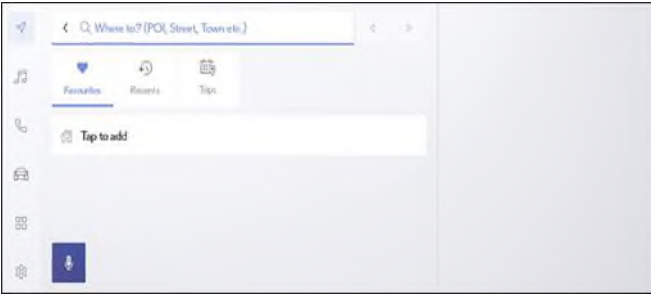 Where to? (POI, Street, Town etc.)
Favourites
Recents
Trips
Tap to add